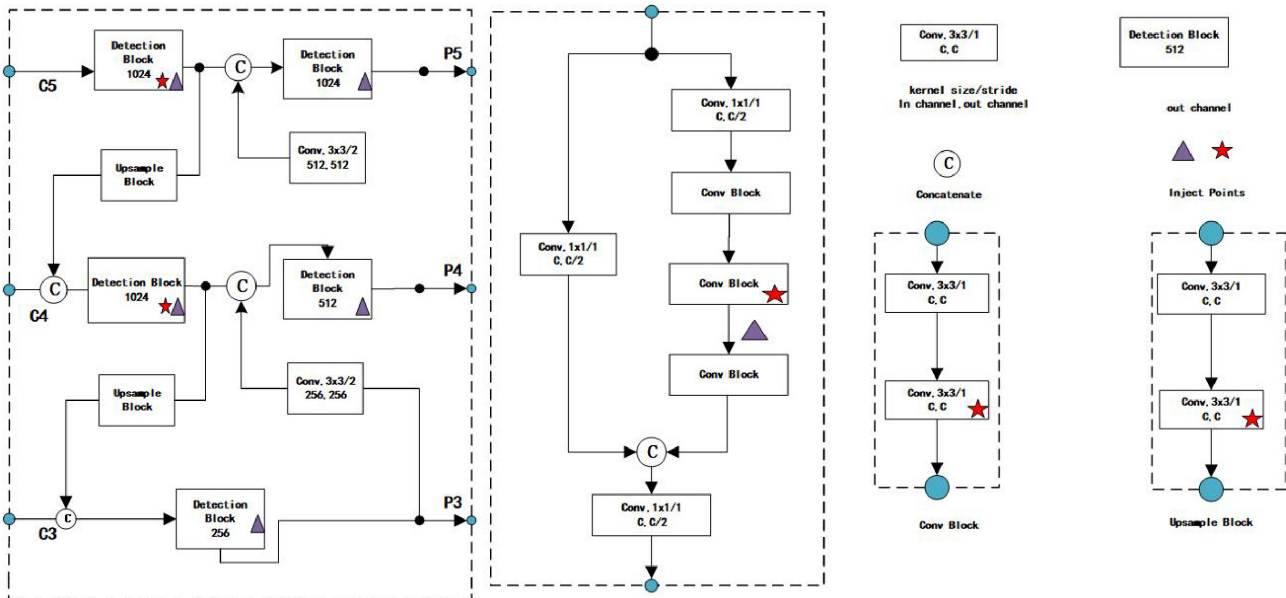 C5
Detection
Block
1024
C
Detection
Block
1024
P5
Upsample
Block
Conv, 3x3/2
512, 512
C
C4
Detection Block
1024
C
Detection
Block
512
P4
Upsample
Block
Conv, 3x3/2
256, 256
C3
C
Detection
Block
256
P3
Conv, 1x1/1
C, C/2
Conv Block
Conv, 1x1/1
C, C/2
Conv Block
Conv Block
C
Conv, 1x1/1
C, C/2
Conv, 3x3/1
C, C
kernel size/stride
In channel, out channel
C
Concatenate
Conv, 3x3/1
C, C
Conv, 3x3/1
C, C
Conv Block
Detection Block
512
out channel
Inject Points
Conv, 3x3/1
C, C
Conv, 3x3/1
C, C
Upsample Block